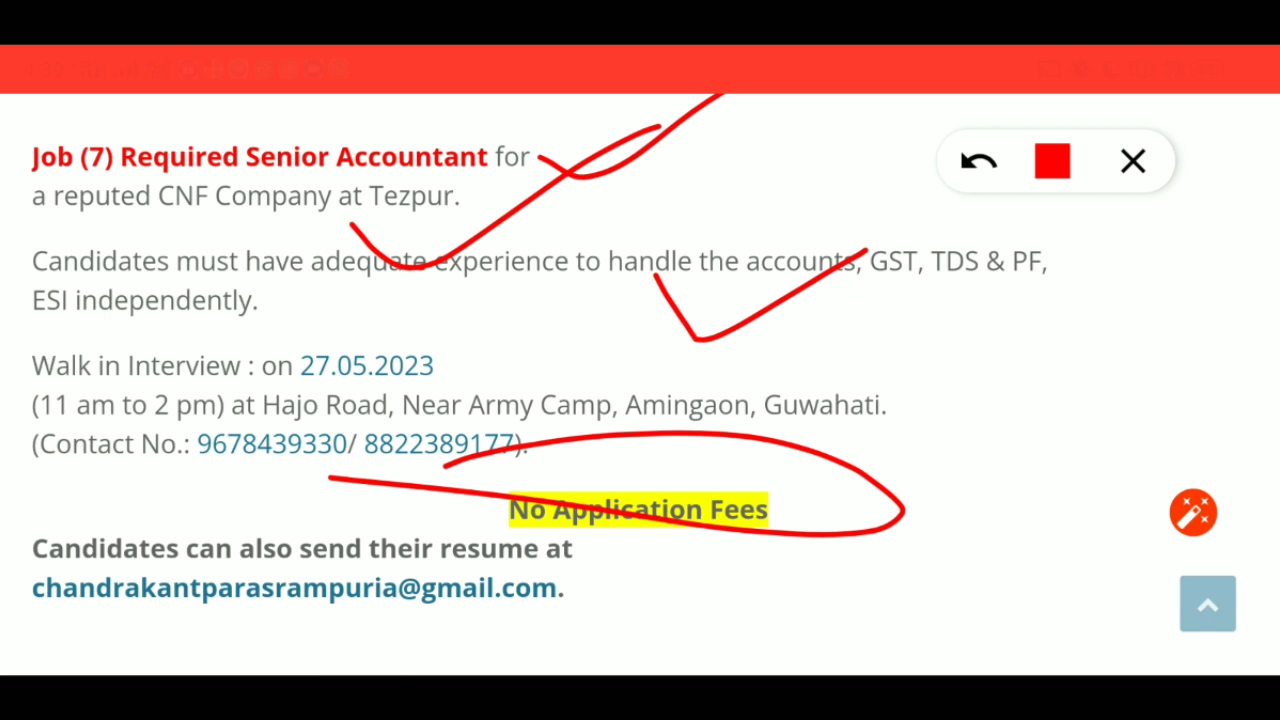 Job (7) Required Senior Accountant for
a reputed CNF Company at Tezpur.
Candidates must have adequate experience to handle the accounts, GST, TDS & PF,
ESI independently.
Walk in Interview : on 27.05.2023
(11 am to 2 pm) at Hajo Road, Near Army Camp, Amingaon, Guwahati.
(Contact No.: 9678439330/ 8822389177).
No Application Fees
Candidates can also send their resume at
chandrakantparasrampuria@gmail.com.